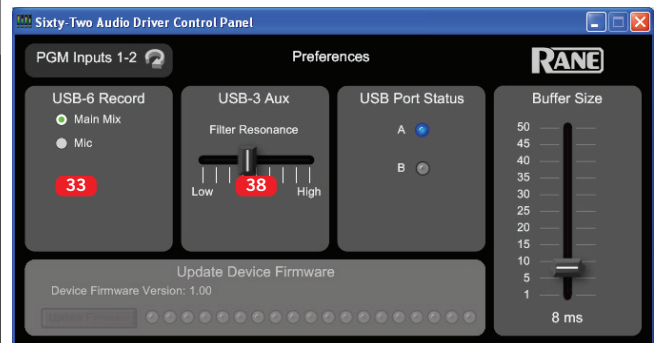 Sixty-Two Audio Driver Control Panel
PGM Inputs 1-2
Preferences
RANE
USB-6 Record
Main Mix
Mic
33
USB-3 Aux
Filter Resonance
Low
38
High
USB Port Status
A
B
Buffer Size
50
45
40
35
30
25
20
15
10
5
1
8 ms
Update Device Firmware
Device Firmware Version: 1.00